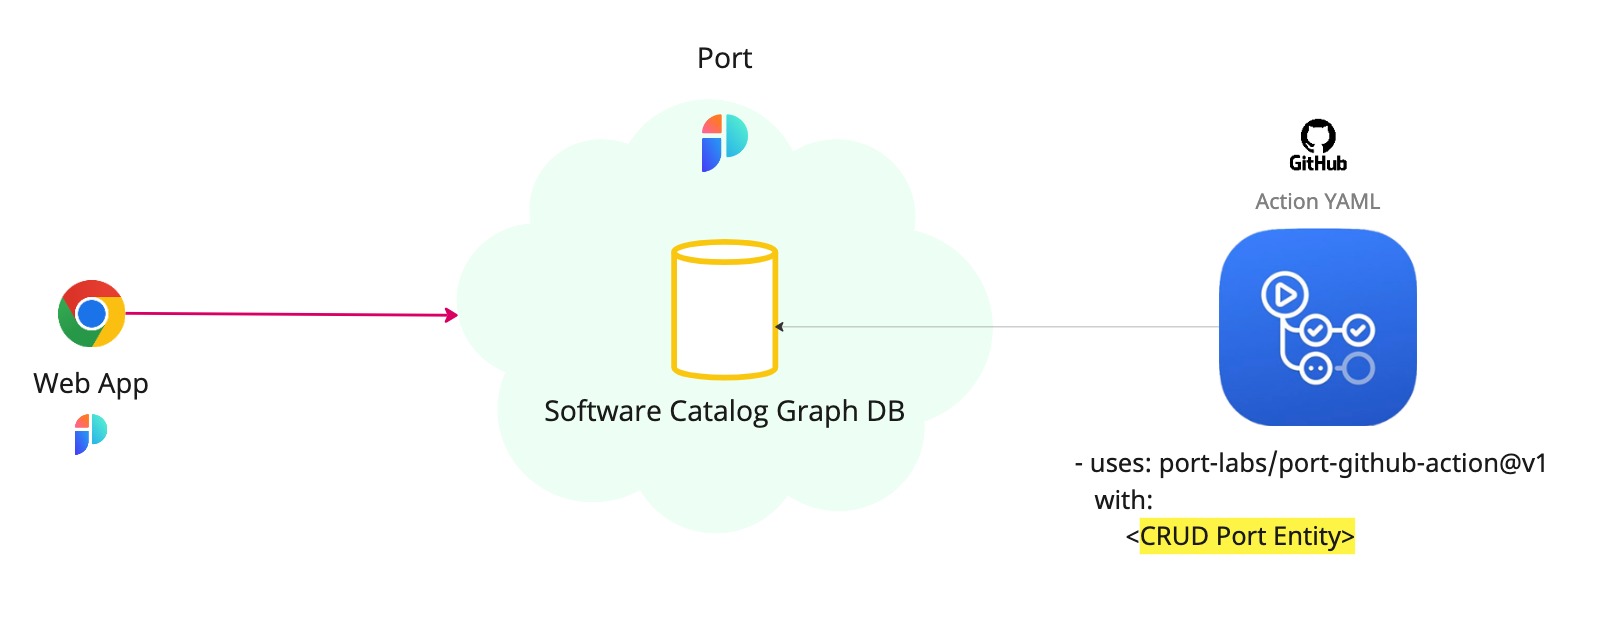 Port
GitHub
Action YAML
Web App
Software Catalog Graph DB
- uses: port-labs/port-github-action@v1
with:
<CRUD Port Entity>